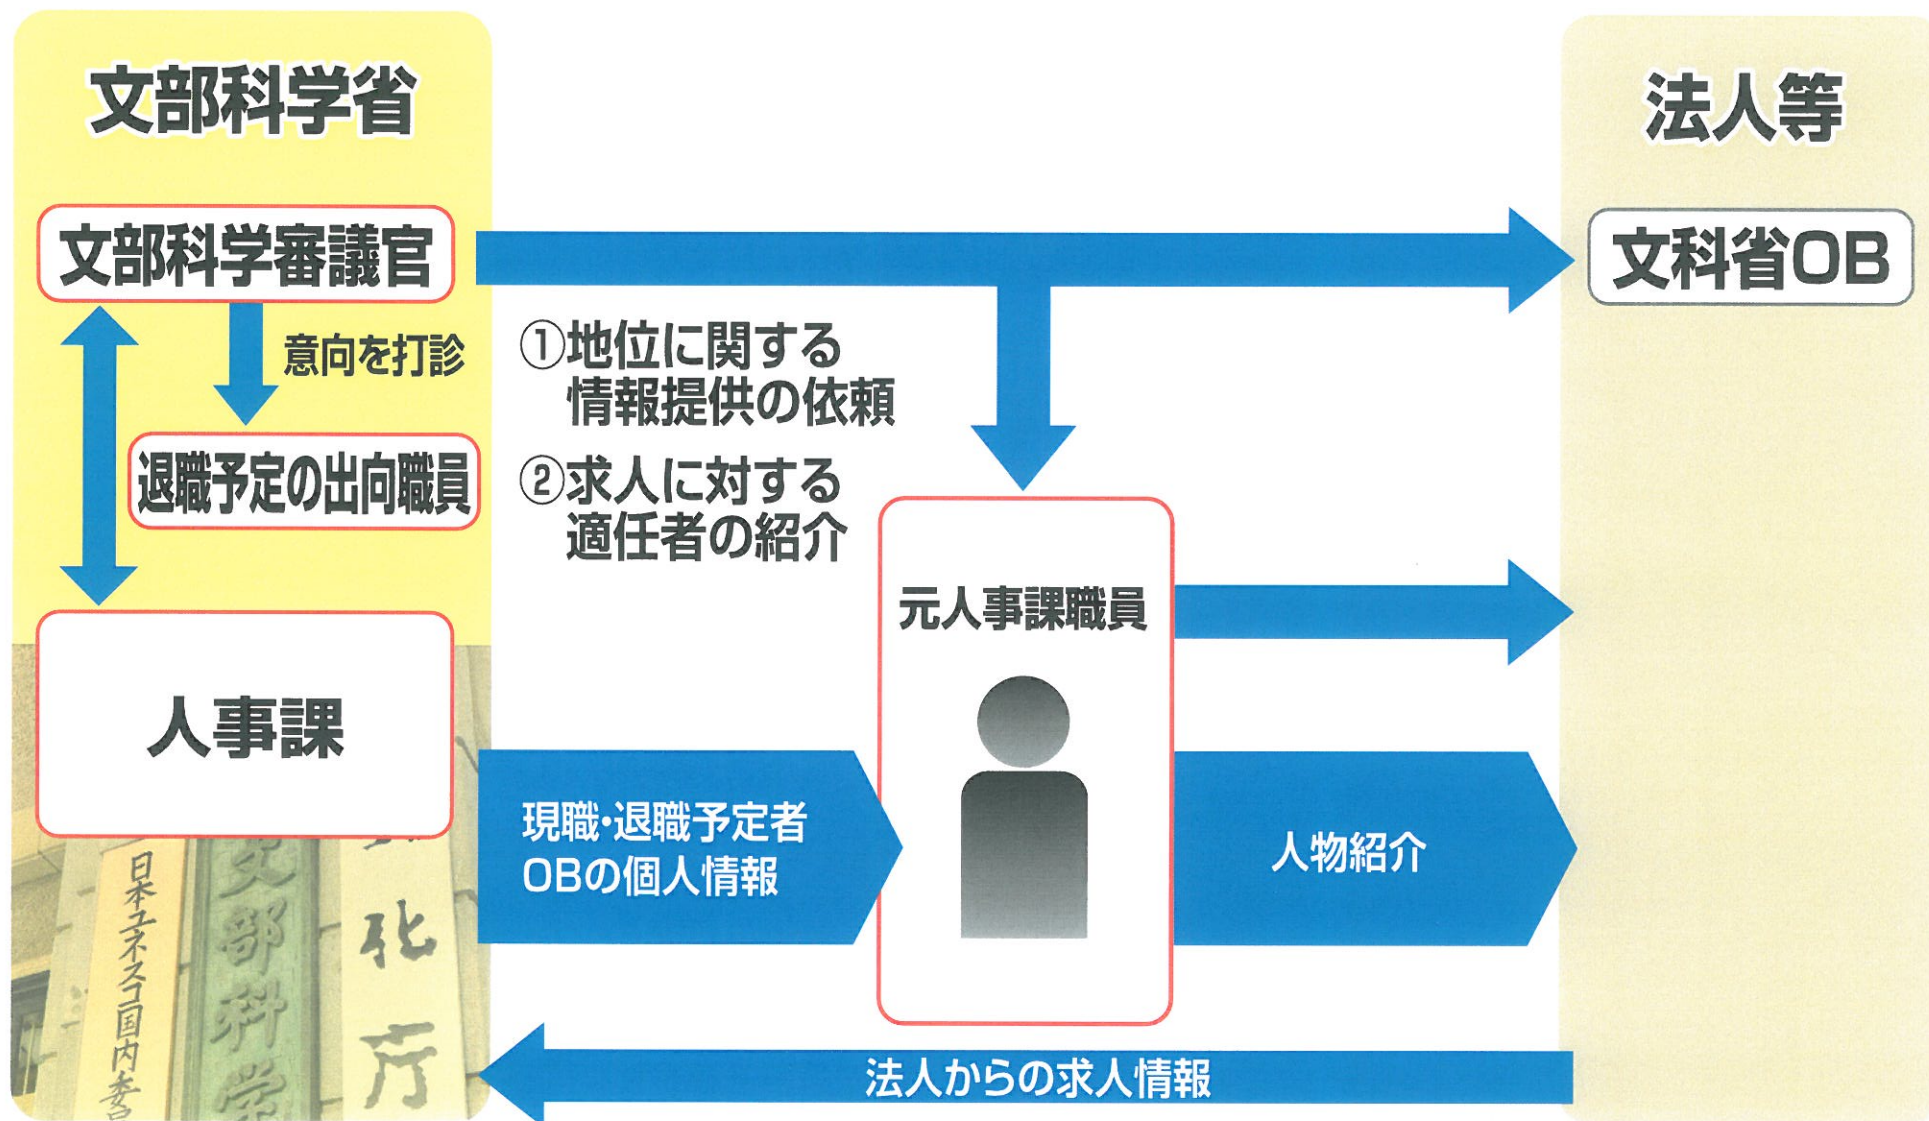 文部科学省
文部科学審議官
意向を打診
退職予定の出向職員
人事課
日本ユネスコ国内委
文部科学
化庁
①地位に関する
情報提供の依頼
②求人に対する
適任者の紹介
元人事課職員
現職・退職予定者
OBの個人情報
人物紹介
法人からの求人情報
法人等
文科省OB